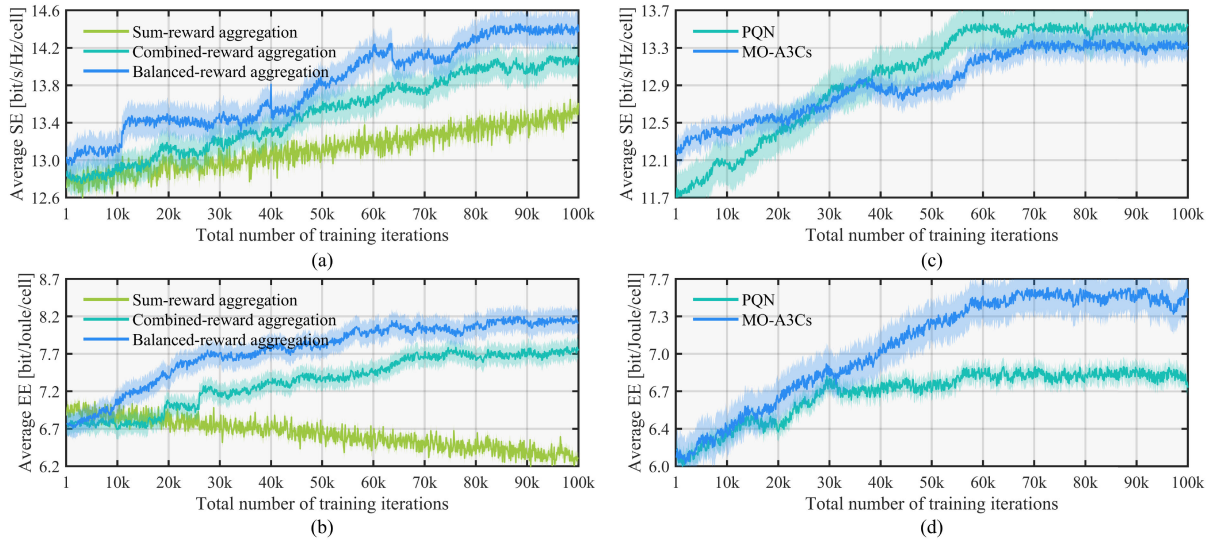 Average SE [bit/s/Hz/cell]
14.6
14.2
13.8
13.4
13.0
12.6
Sum-reward aggregation
Combined-reward aggregation
Balanced-reward aggregation
1 10k 20k 30k 40k 50k 60k 70k 80k 90k 100k
Total number of training iterations
(a)
Average SE [bit/s/Hz/cell]
13.7
13.3
12.9
12.5
12.1
11.7
PQN
MO-A3Cs
1 10k 20k 30k 40k 50k 60k 70k 80k 90k 100k
Total number of training iterations
(c)
Average EE [bit/Joule/cell]
8.7
8.2
7.7
7.2
6.7
6.2
Sum-reward aggregation
Combined-reward aggregation
Balanced-reward aggregation
1 10k 20k 30k 40k 50k 60k 70k 80k 90k 100k
Total number of training iterations
(b)
Average EE [bit/Joule/cell]
7.7
7.3
7.0
6.7
6.4
6.0
PQN
MO-A3Cs
1 10k 20k 30k 40k 50k 60k 70k 80k 90k 100k
Total number of training iterations
(d)